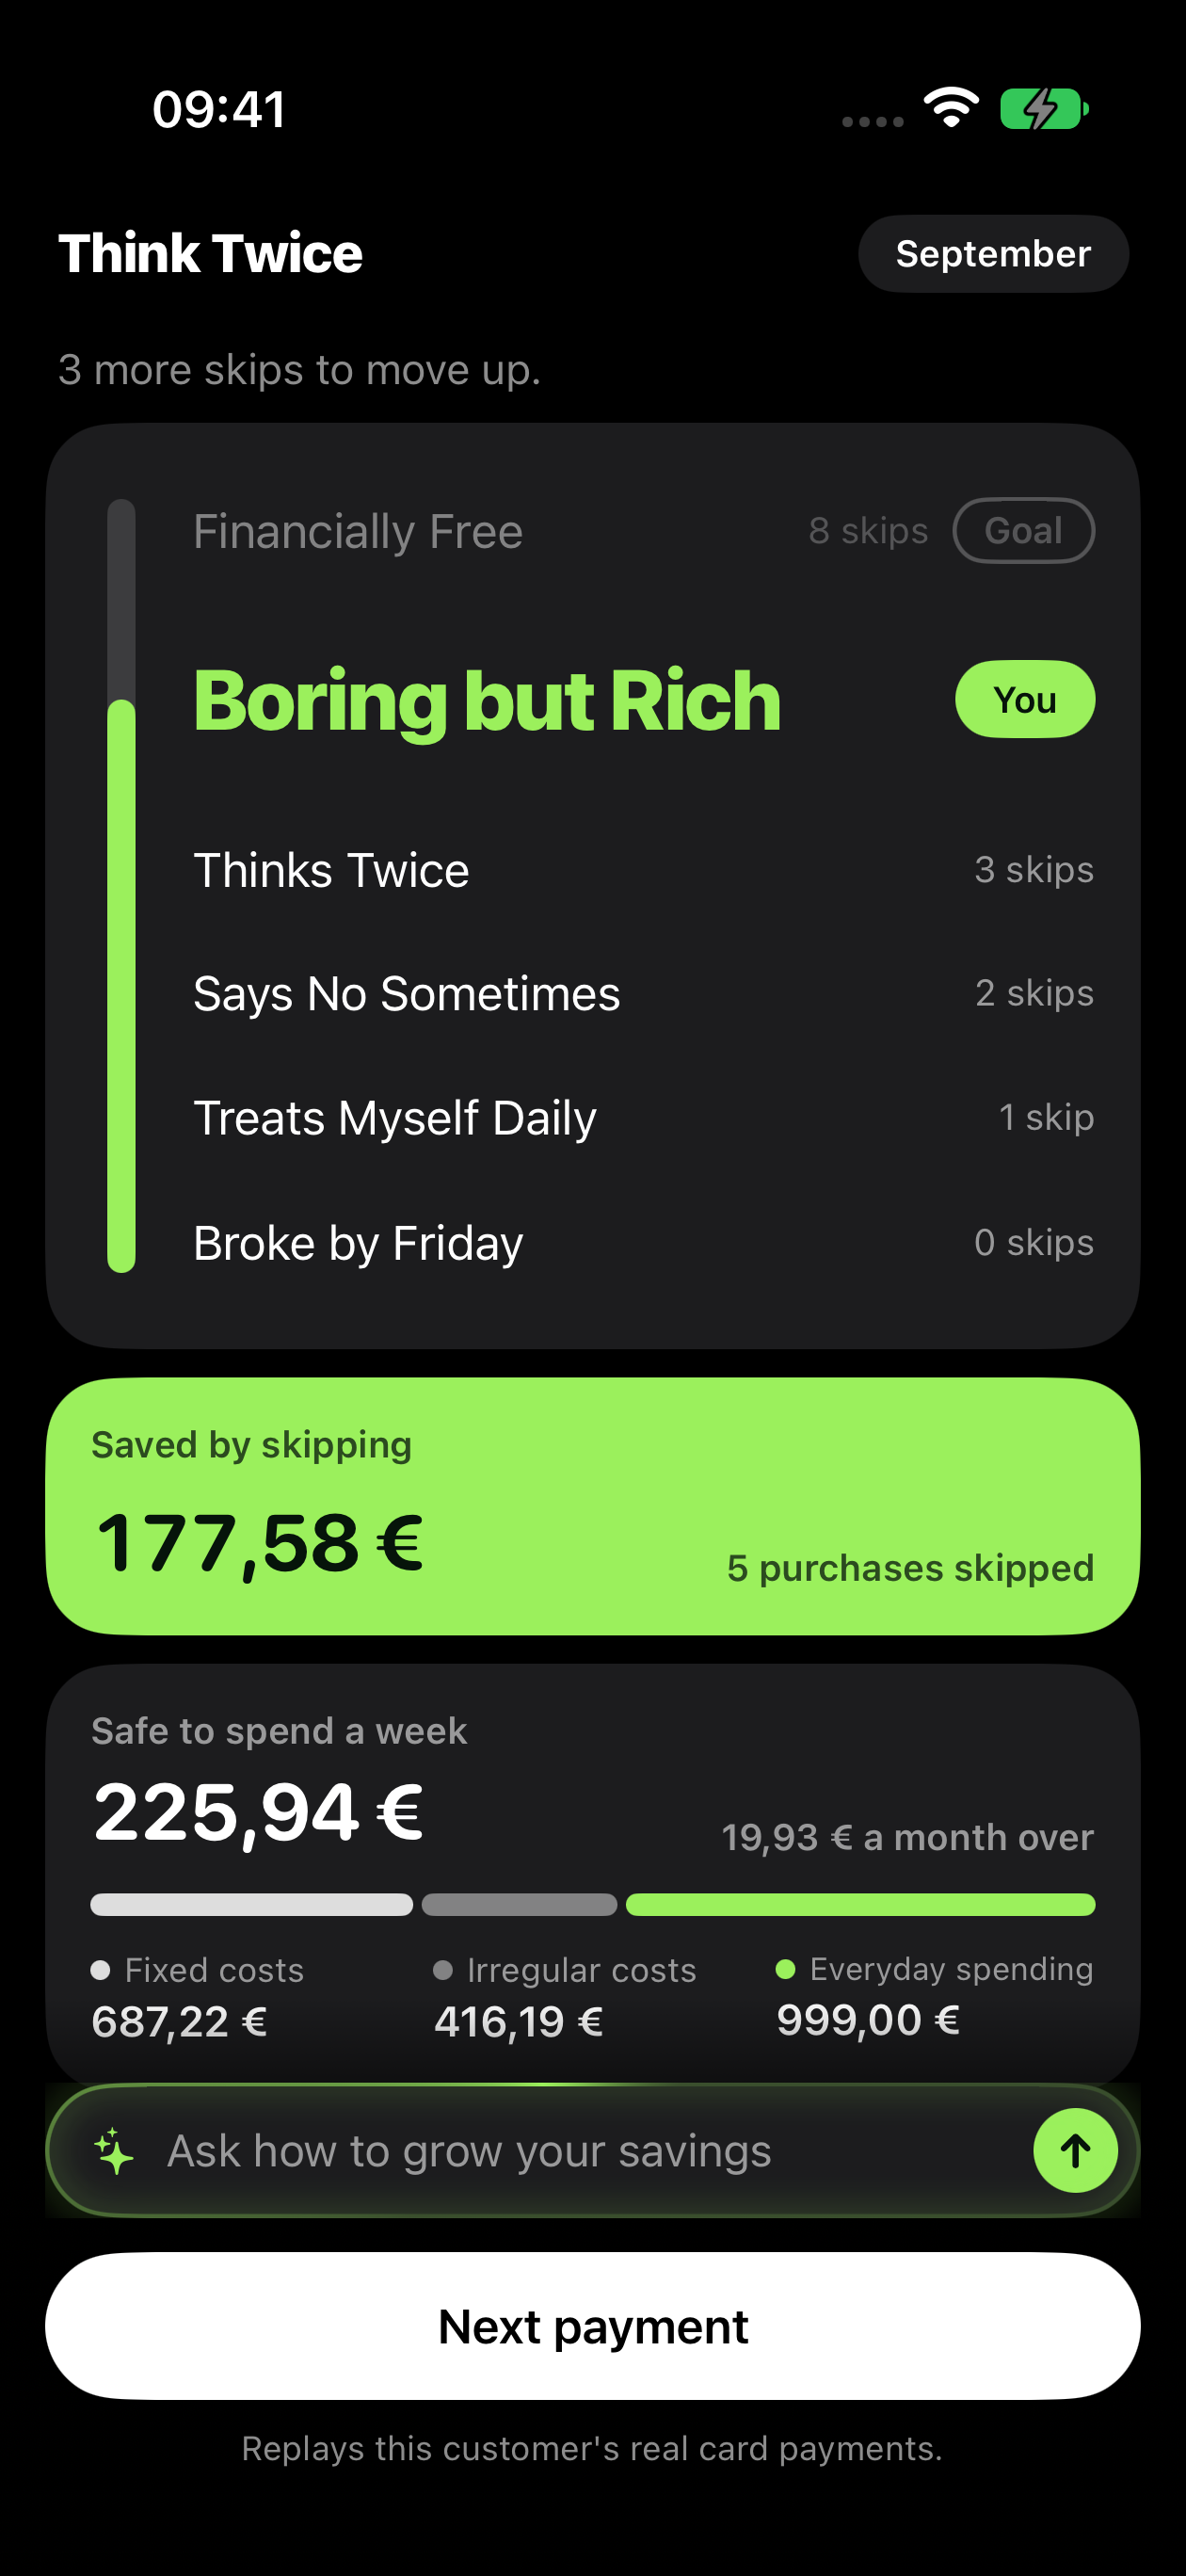 09:41
Think Twice
September
3 more skips to move up.
Financially Free 8 skips Goal
Boring but Rich You
Thinks Twice 3 skips
Says No Sometimes 2 skips
Treats Myself Daily 1 skip
Broke by Friday 0 skips
Saved by skipping
177,58 €
5 purchases skipped
Safe to spend a week
225,94 €
19,93 € a month over
Fixed costs Irregular costs Everyday spending
687,22 € 416,19 € 999,00 €
Ask how to grow your savings
Next payment
Replays this customer's real card payments.